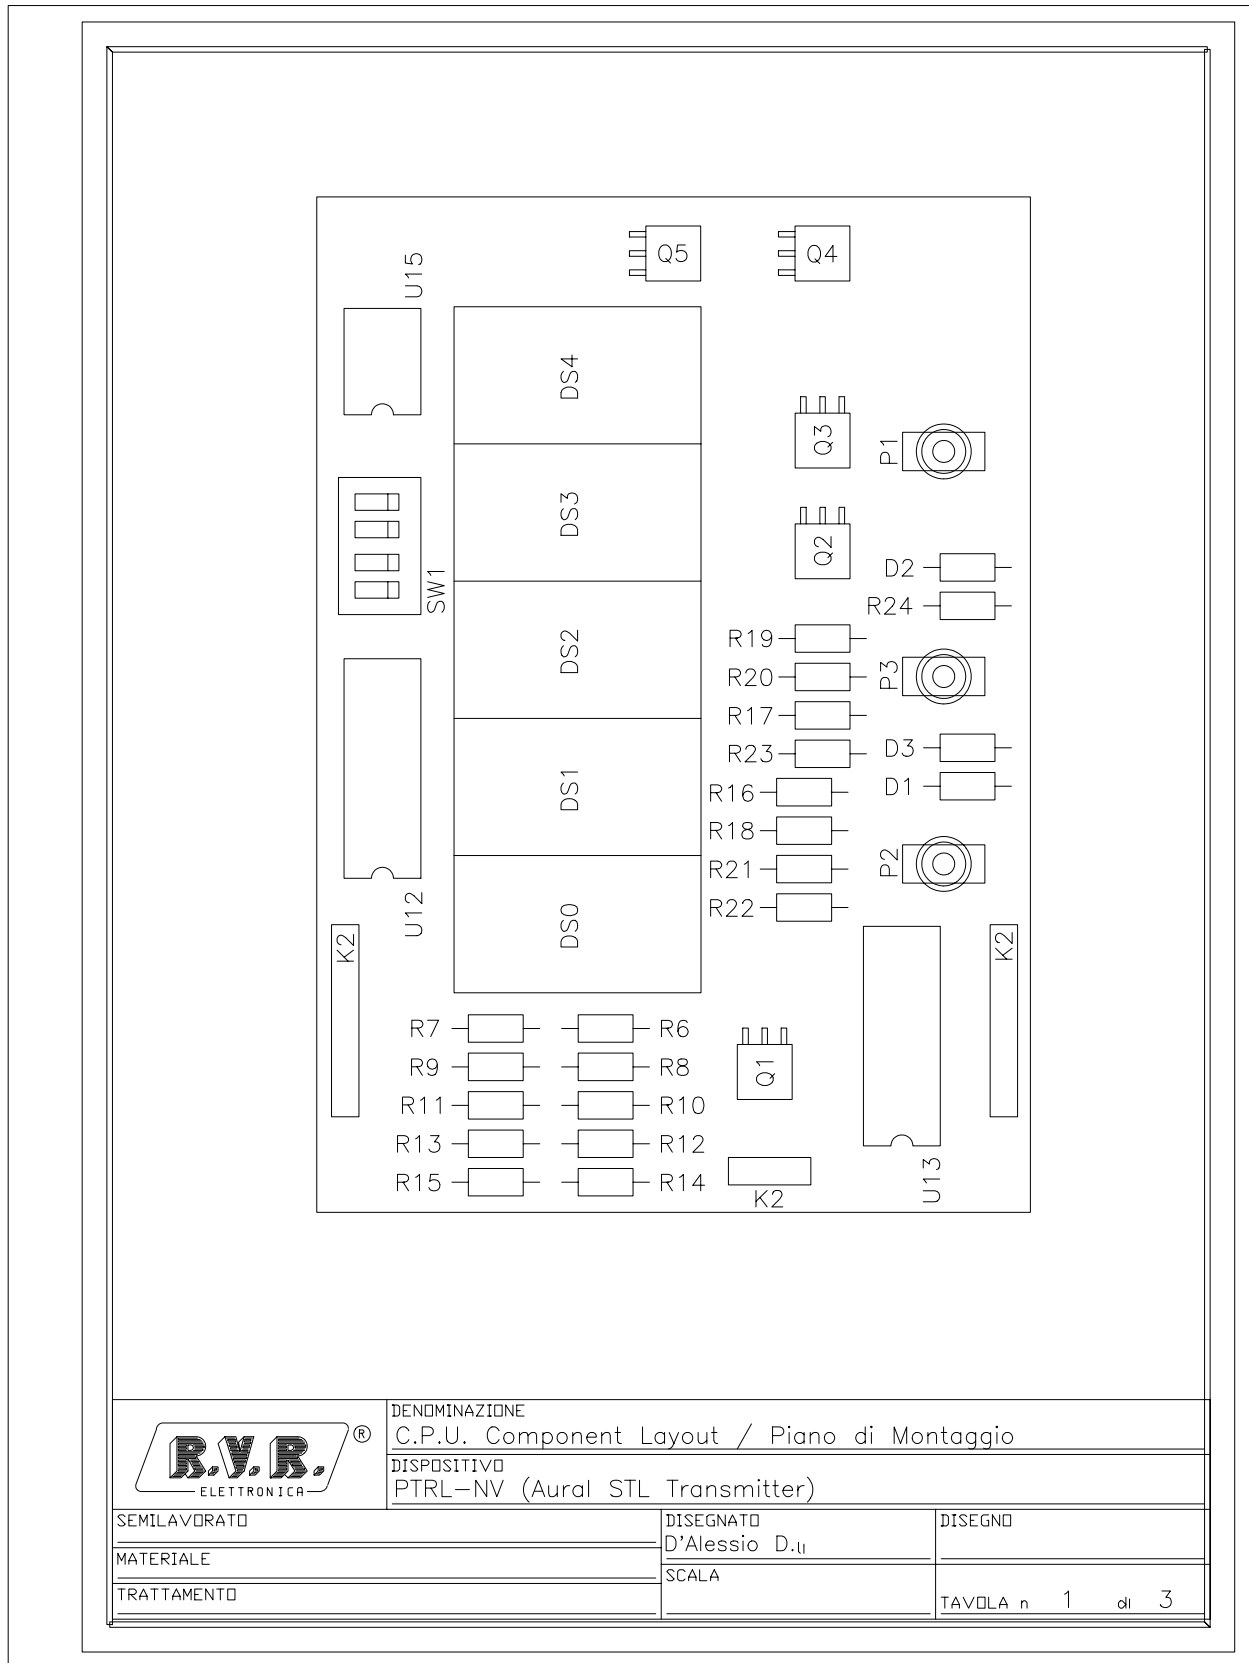 Q5
Q4
U15
DS4
Q3
P1
DS3
Q2
D2
SW1
R24
R19
DS2
R20
P3
R17
R23
D3
DS1
R16
D1
R18
R21
P2
R22
U12
DS0
K2
K2
R7
R6
R9
R8
Q1
R11
R10
R13
R12
R15
R14
U13
K2
R.V.R.
ELETTRONICA
®
DENOMINAZIONE
C.P.U. Component Layout / Piano di Montaggio
DISPOSITIVO
PTRL-NV (Aural STL Transmitter)
SEMILAVORATO
DISEGNATO
D'Alessio D.
DISEGNO
MATERIALE
SCALA
TRATTAMENTO
TAVOLA n 1 di 3